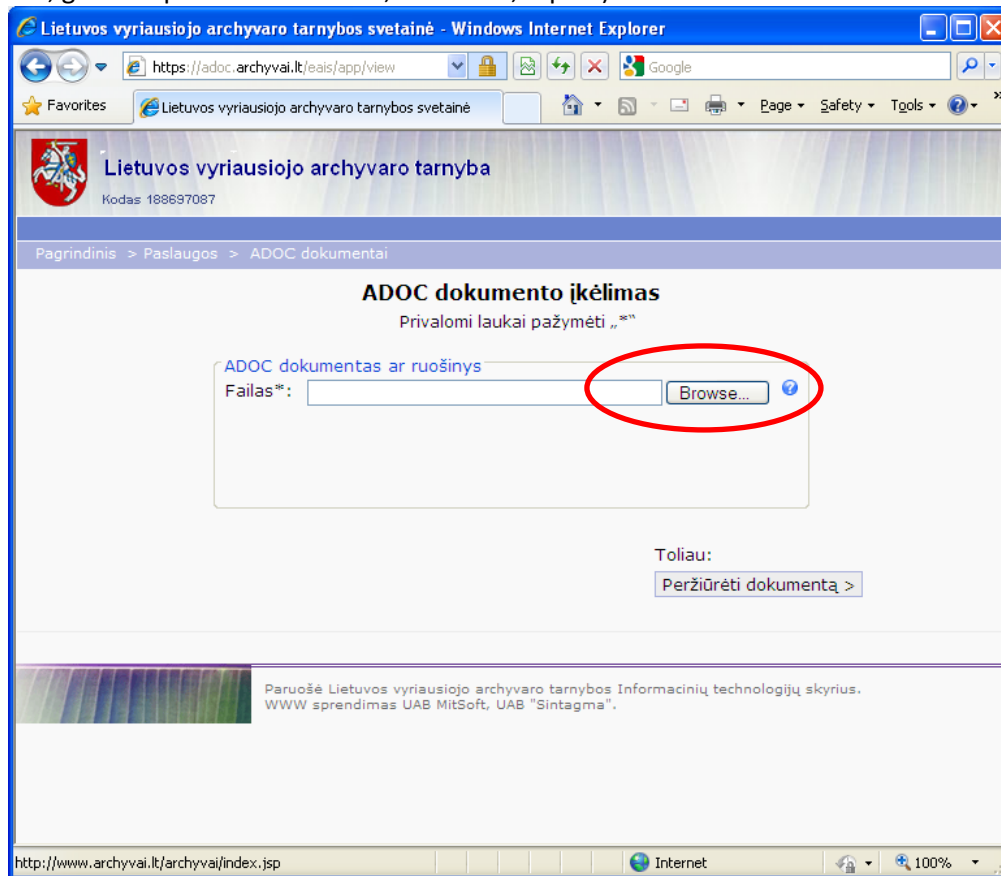 Lietuvos vyriausiojo archyvaro tarnybos svetainė - Windows Internet Explorer
https://adoc.archyvai.lt/eais/app/view
Google
Favorites
Lietuvos vyriausiojo archyvaro tarnybos svetainė
Page
Safety
Tools
»
Lietuvos vyriausiojo archyvaro tarnyba
Kodas 188697087
Pagrindinis > Paslaugos > ADOC dokumentai
ADOC dokumento įkėlimas
Privalomi laukai pažymėti „*“
ADOC dokumentas ar ruošinys
Failas*:
Browse...
Toliau:
Peržiūrėti dokumentą >
Paruošė Lietuvos vyriausiojo archyvaro tarnybos Informacinių technologijų skyrius.
WWW sprendimas UAB MitSoft, UAB "Sintagma".
http://www.archyvai.lt/archyvai/index.jsp
Internet
100%